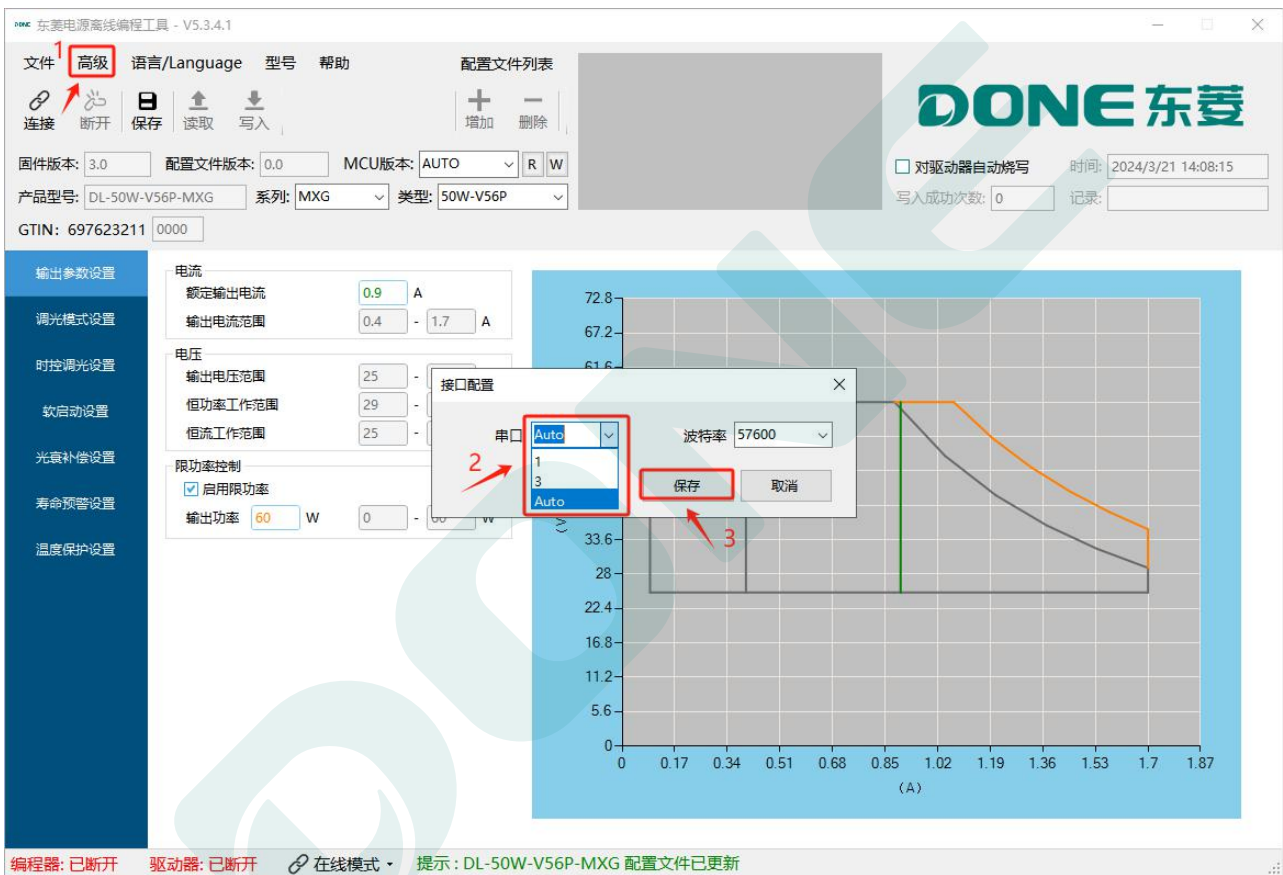 DONE 东菱电源离线编程工具 - V5.3.4.1
1
文件 高级 语言/Language 型号 帮助 配置文件列表
连接 断开 保存 读取 写入 增加 删除
DONE 东菱
固件版本: 3.0 配置文件版本: 0.0 MCU版本: AUTO R W
对驱动器自动烧写 时间: 2024/3/21 14:08:15
产品型号: DL-50W-V56P-MXG 系列: MXG 类型: 50W-V56P
写入成功次数: 0 记录:
GTIN: 697623211 0000
输出参数设置
调光模式设置
时控调光设置
软启动设置
光衰补偿设置
寿命预警设置
温度保护设置
电流
额定输出电流 0.9 A
输出电流范围 0.4 - 1.7 A
电压
输出电压范围 25 -
恒功率工作范围 29 -
恒流工作范围 25 -
限功率控制
启用限功率
输出功率 60 W 0 - 60 W
接口配置
串口 Auto 波特率 57600
2
1
3
Auto
保存 取消
3
72.8
67.2
61.6
33.6
28
22.4
16.8
11.2
5.6
0
0 0.17 0.34 0.51 0.68 0.85 1.02 1.19 1.36 1.53 1.7 1.87
(A)
DONE
DONE
编程器: 已断开 驱动器: 已断开 在线模式 提示 : DL-50W-V56P-MXG 配置文件已更新